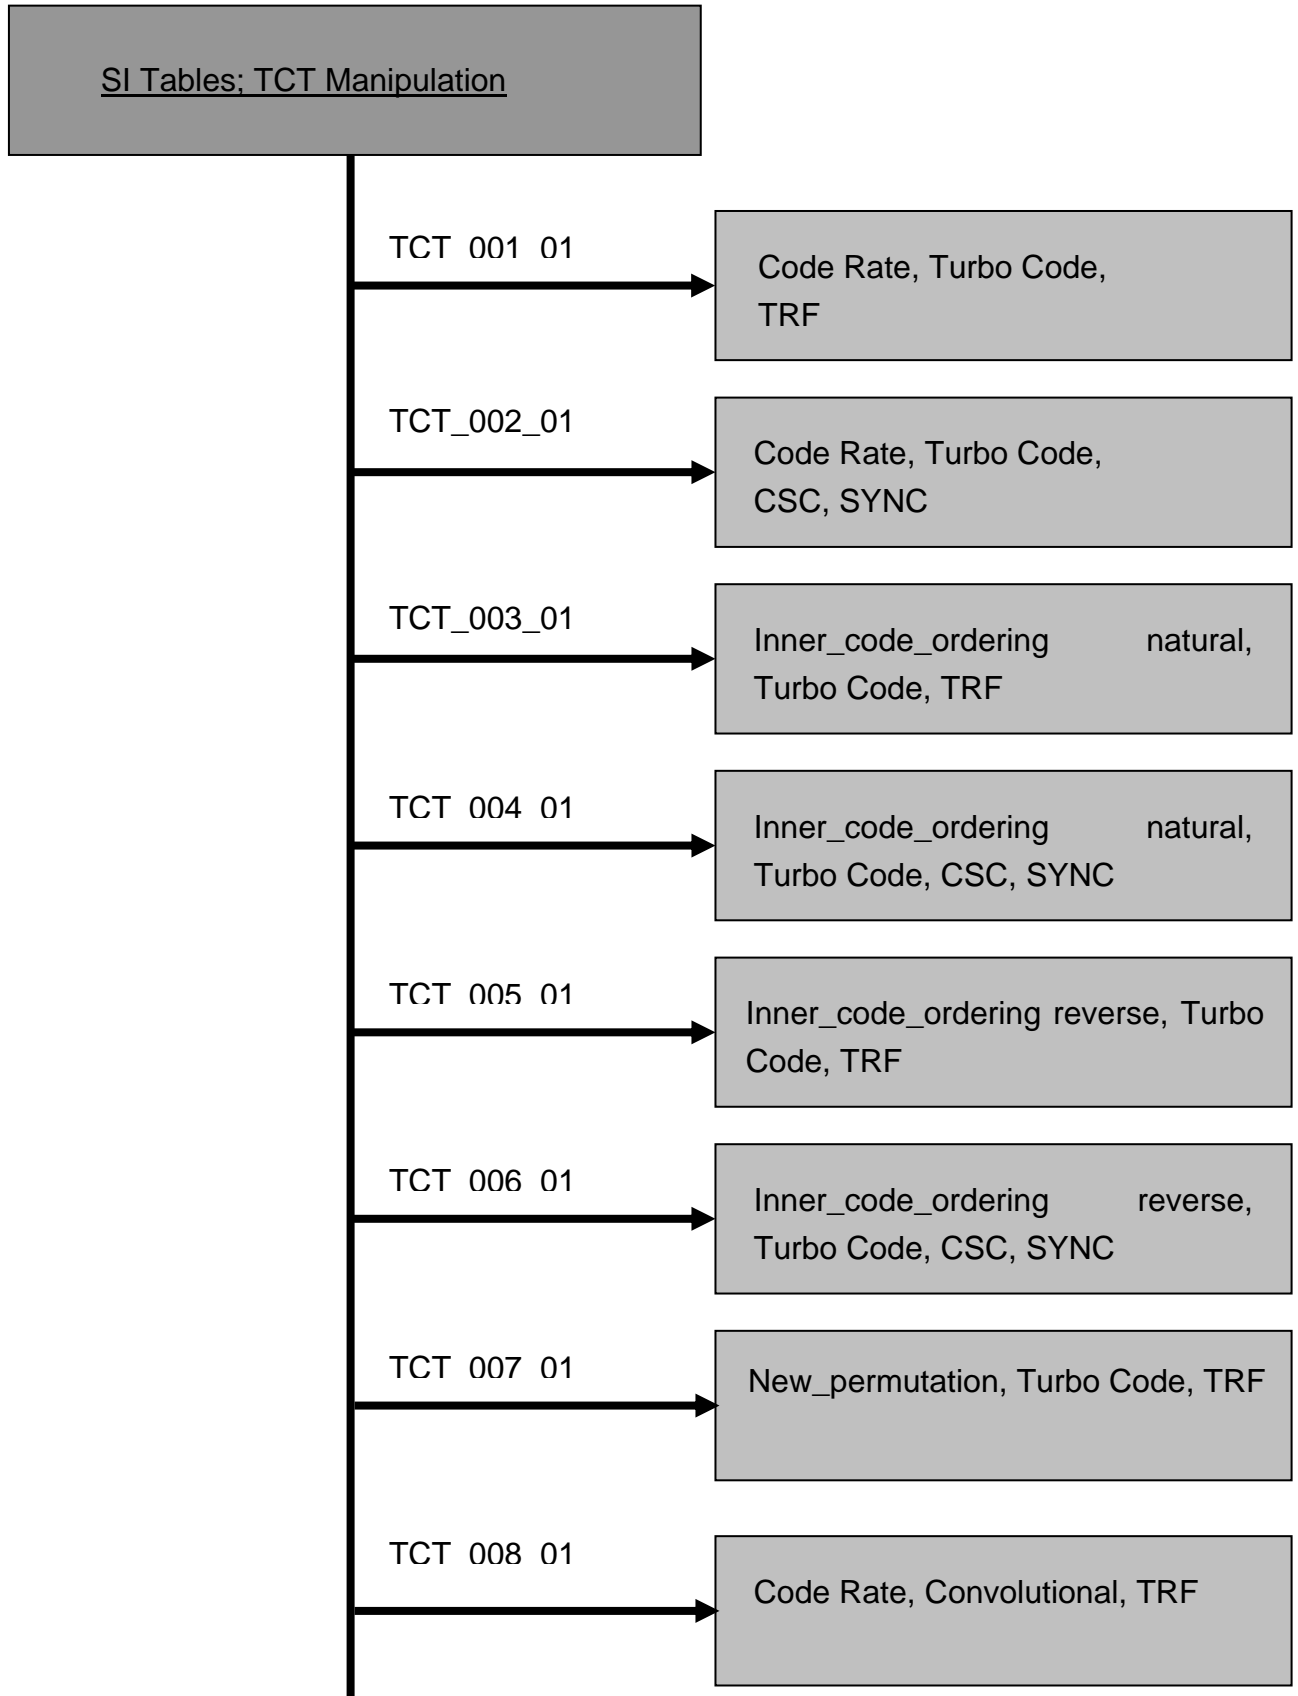 SI Tables; TCT Manipulation
TCT_001_01
Code Rate, Turbo Code,
TRF
TCT_002_01
Code Rate, Turbo Code,
CSC, SYNC
TCT_003_01
Inner_code_ordering natural,
Turbo Code, TRF
TCT_004_01
Inner_code_ordering natural,
Turbo Code, CSC, SYNC
TCT_005_01
Inner_code_ordering reverse, Turbo
Code, TRF
TCT_006_01
Inner_code_ordering reverse,
Turbo Code, CSC, SYNC
TCT_007_01
New_permutation, Turbo Code, TRF
TCT_008_01
Code Rate, Convolutional, TRF